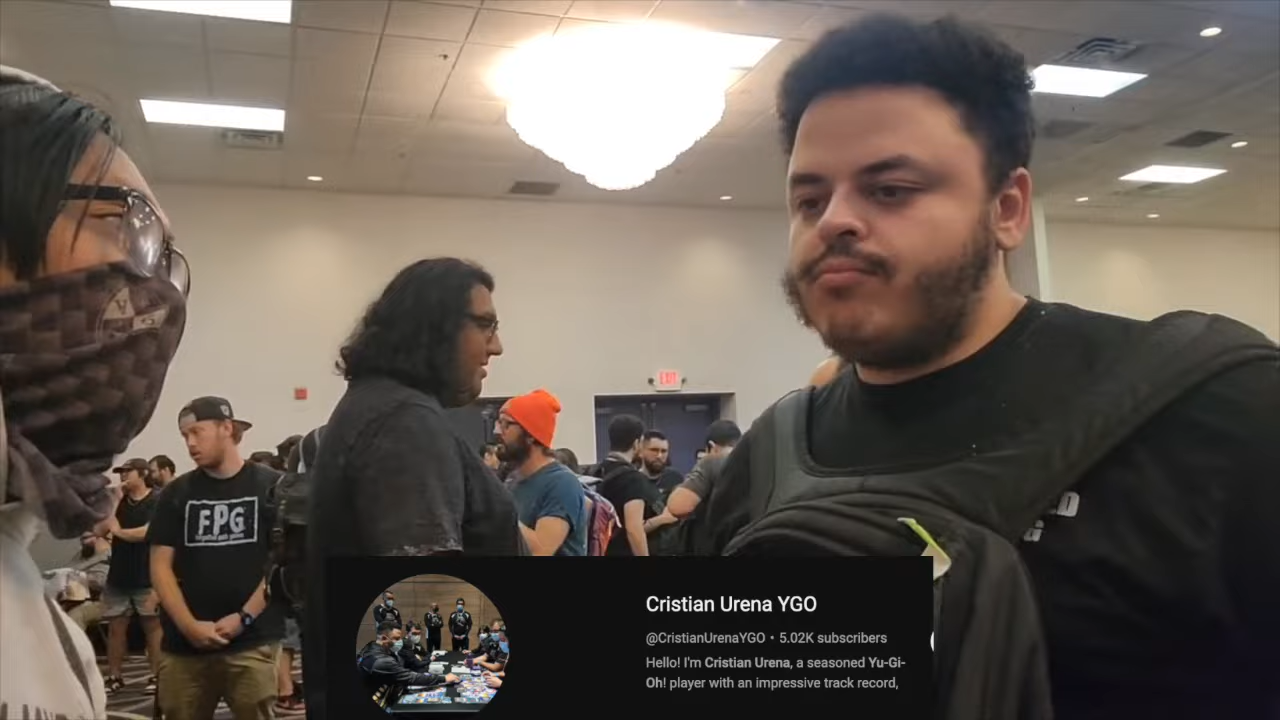 EXIT
FPG
Cristian Urena YGO
@CristianUrenaYGO • 5.02K subscribers
Hello! I'm Cristian Urena, a seasoned Yu-Gi-
Oh! player with an impressive track record,